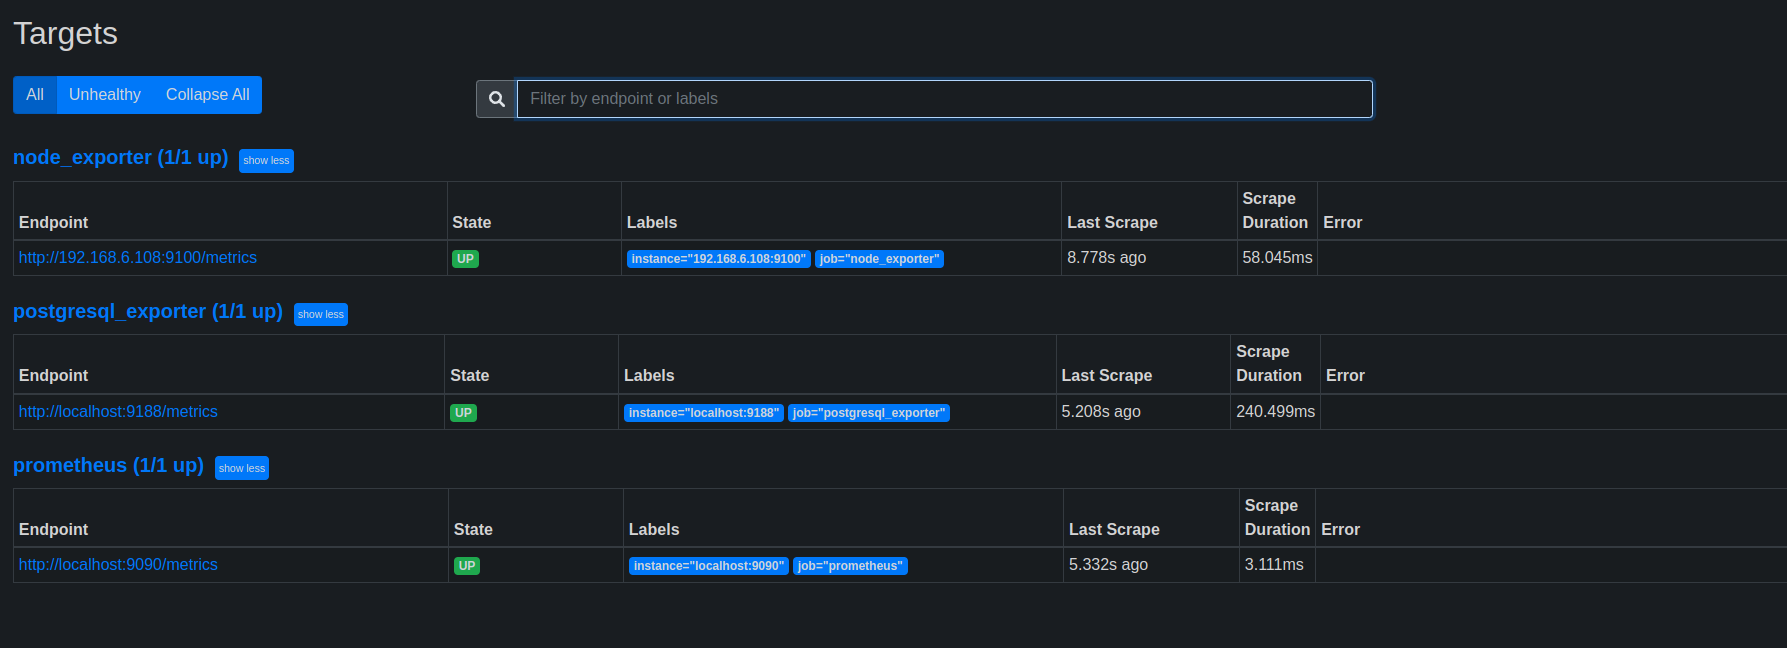 Targets
All Unhealthy Collapse All
Filter by endpoint or labels
node_exporter (1/1 up) show less
Endpoint State Labels Last Scrape Scrape Duration Error
http://192.168.6.108:9100/metrics UP instance="192.168.6.108:9100" job="node_exporter" 8.778s ago 58.045ms
postgresql_exporter (1/1 up) show less
Endpoint State Labels Last Scrape Scrape Duration Error
http://localhost:9188/metrics UP instance="localhost:9188" job="postgresql_exporter" 5.208s ago 240.499ms
prometheus (1/1 up) show less
Endpoint State Labels Last Scrape Scrape Duration Error
http://localhost:9090/metrics UP instance="localhost:9090" job="prometheus" 5.332s ago 3.111ms